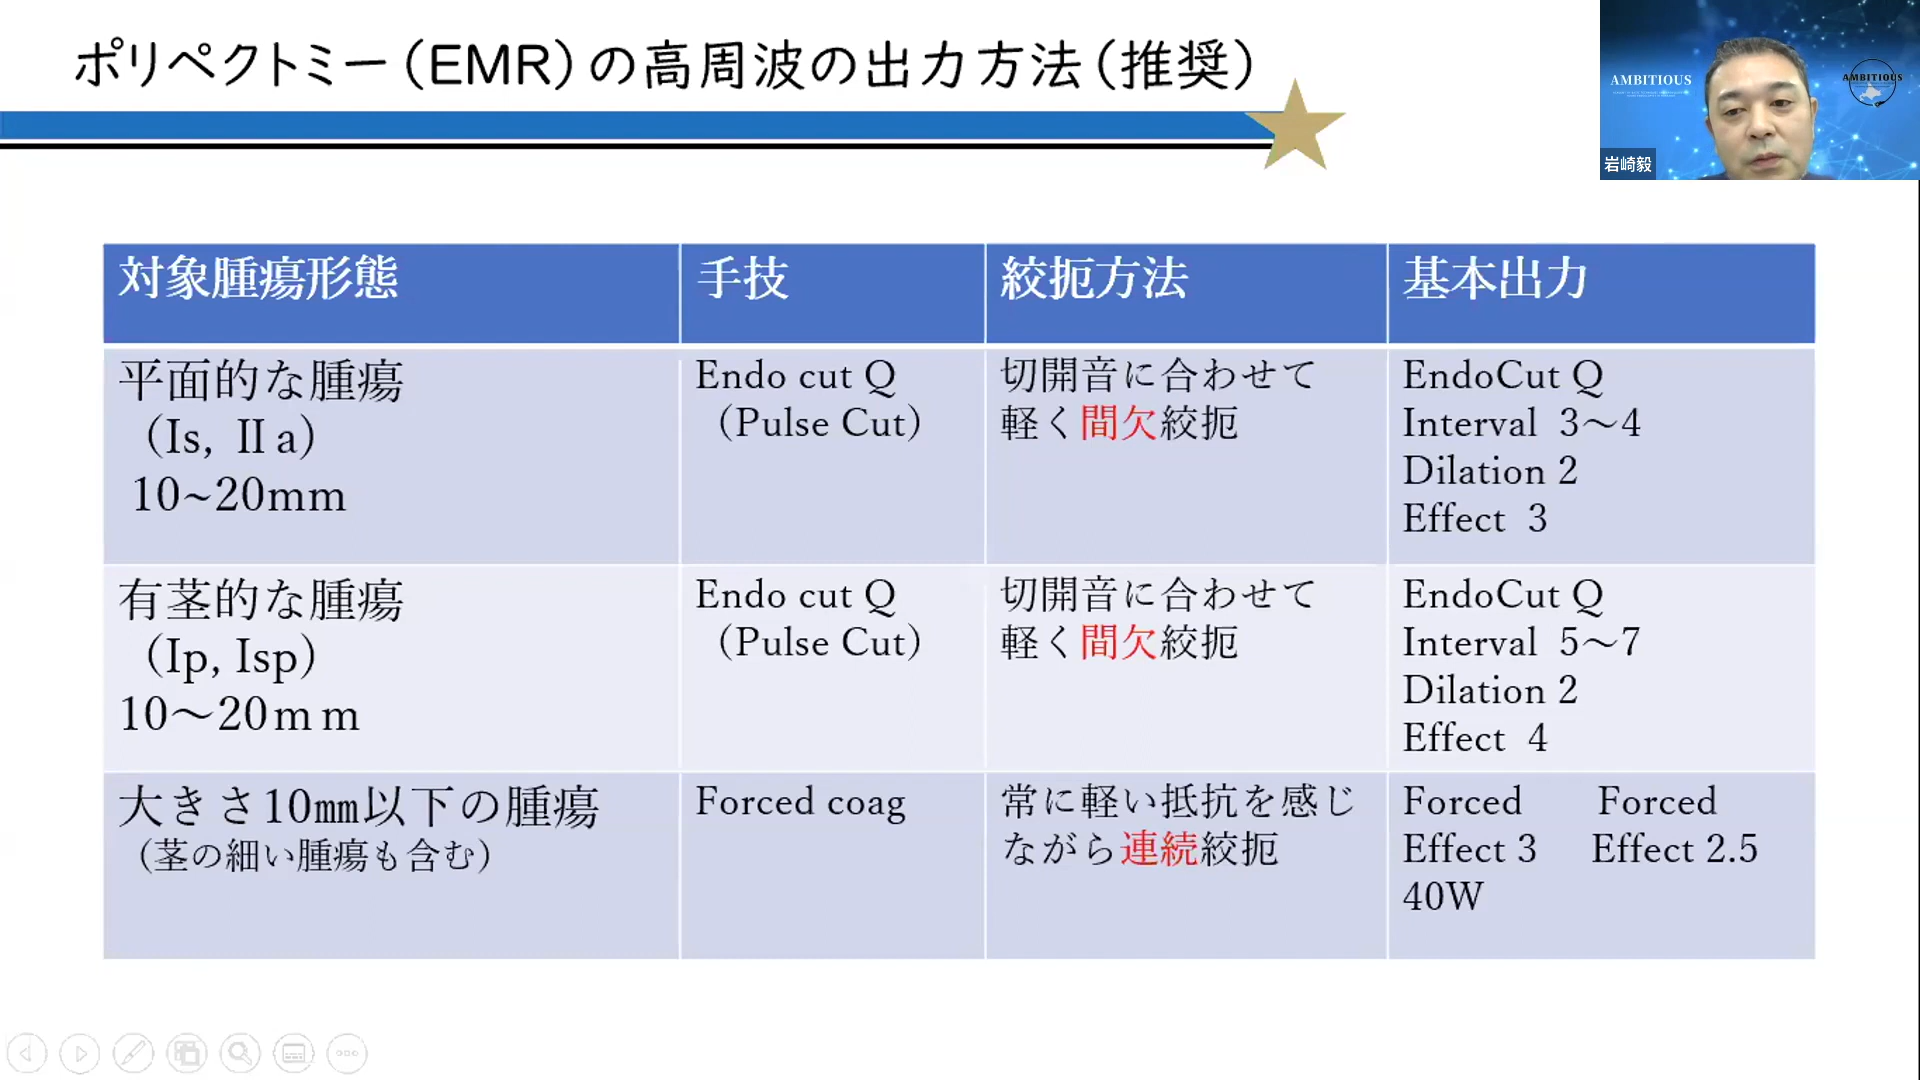 ポリペクトミー（EMR）の高周波の出力方法（推奨）
AMBITIOUS
AMBITIOUS
岩崎毅
対象腫瘍形態
手技
絞扼方法
基本出力
平面的な腫瘍
（Is, Ⅱa）
10~20mm
Endo cut Q
（Pulse Cut）
切開音に合わせて
軽く間欠絞扼
EndoCut Q
Interval 3～4
Dilation 2
Effect 3
有茎的な腫瘍
（Ip, Isp）
10～20ｍｍ
Endo cut Q
（Pulse Cut）
切開音に合わせて
軽く間欠絞扼
EndoCut Q
Interval 5～7
Dilation 2
Effect 4
大きさ10㎜以下の腫瘍
（茎の細い腫瘍も含む）
Forced coag
常に軽い抵抗を感じ
ながら連続絞扼
Forced Forced
Effect 3 Effect 2.5
40W